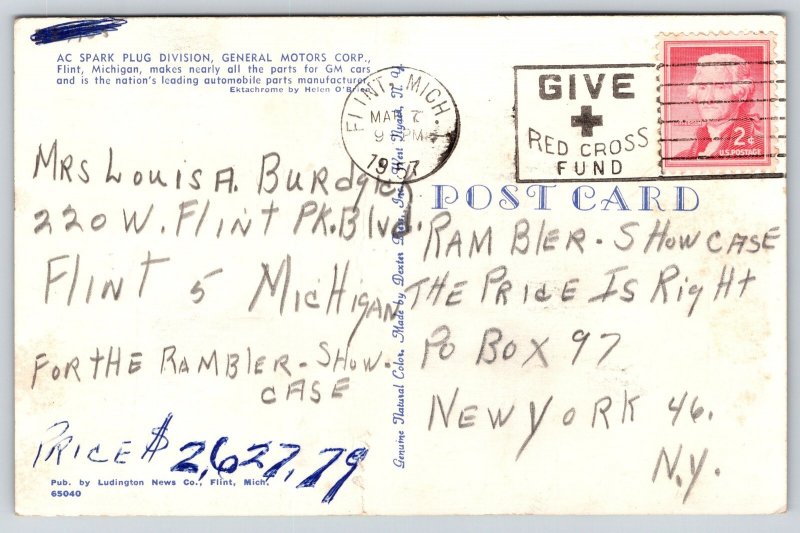 AC SPARK PLUG DIVISION, GENERAL MOTORS CORP.,
Flint, Michigan, makes nearly all the parts for GM cars
and is the nation's leading automobile parts manufacturer.
Ektachrome by Helen O'Brien
FLINT, MICH.
MAR 7
9 PM
GIVE
RED CROSS
FUND
2¢
U.S. POSTAGE
POST CARD
MRS LOUIS A. BURDGICK
220 W. FLINT PK. BLVD.
FLINT 5 MICHIGAN
FOR THE RAMBLER - SHOW-
CASE
PRICE $ 2,627.79
Pub. by Ludington News Co., Flint, Mich.
65040
Genuine Natural Color. Made by Dexter Press, Inc. West Nyack, N. Y.
RAMBLER - SHOWCASE
THE PRICE IS RigHT
PO BOX 97
NEW YORK 46.
N.Y.